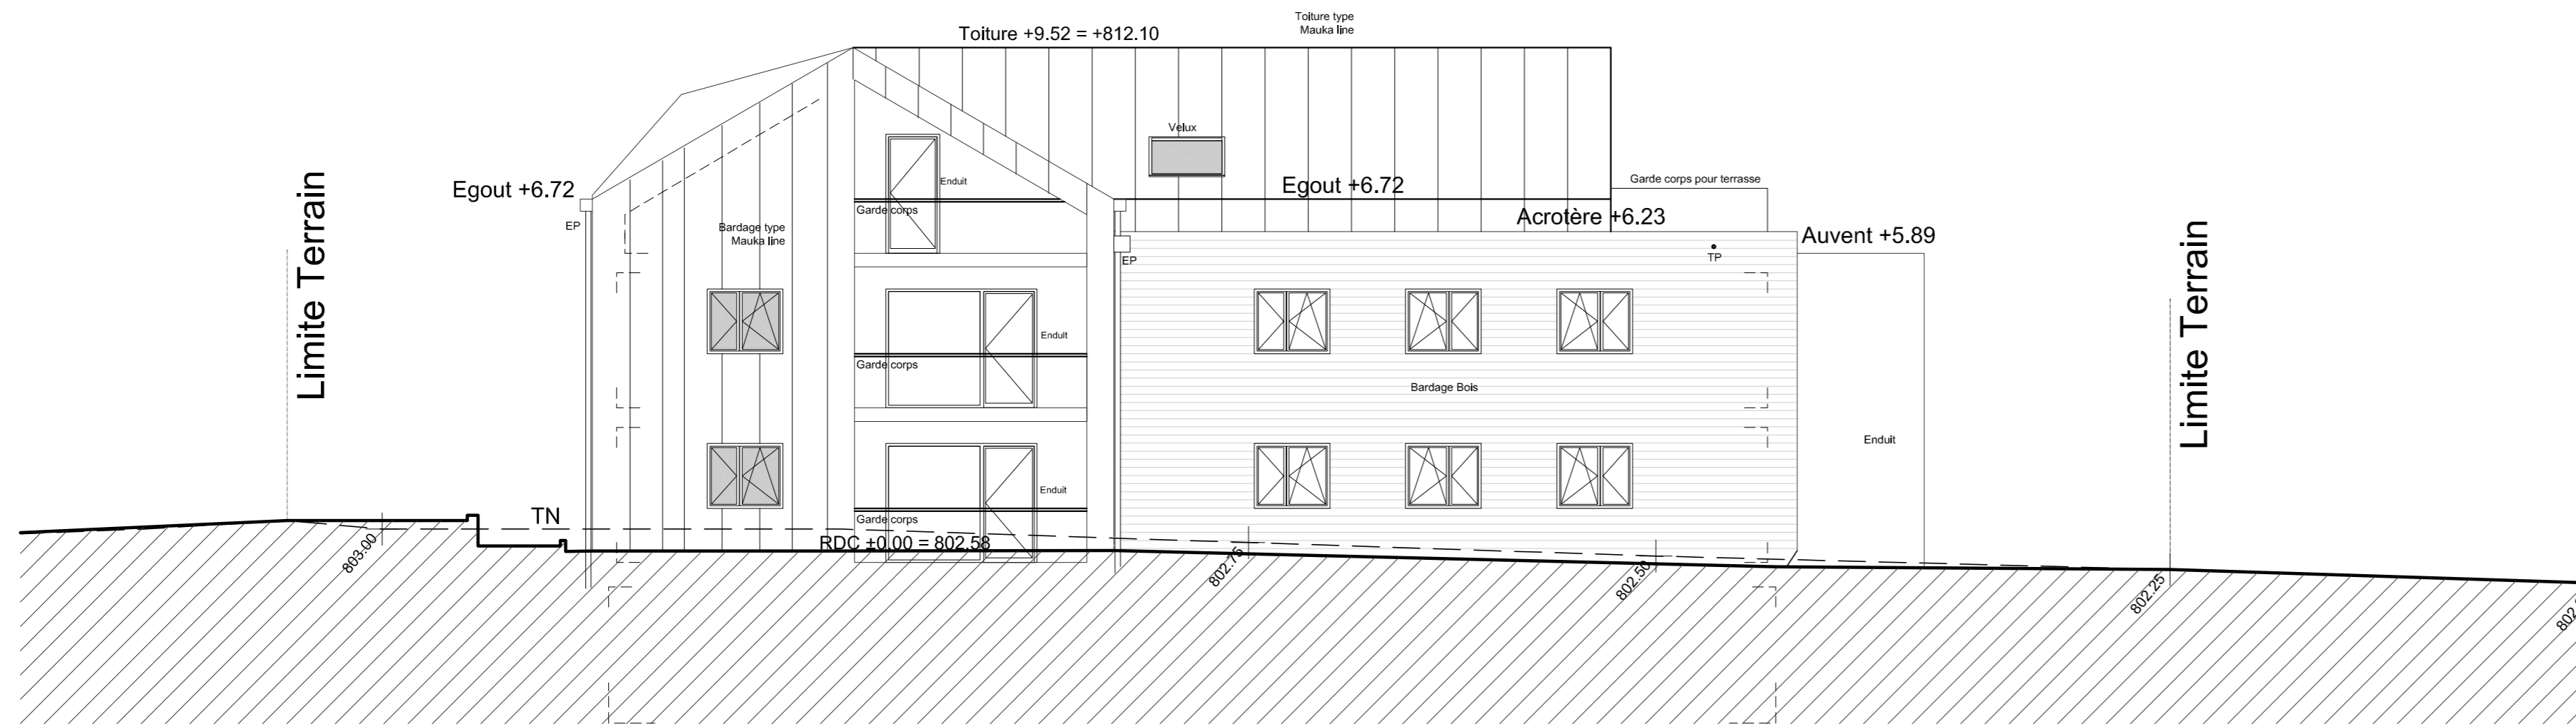 Toiture type
Mauka line
Toiture +9.52 = +812.10
Velux
Egout +6.72
Enduit
Egout +6.72
Garde corps pour terrasse
Garde corps
Acrotère +6.23
EP
Bardage type
Mauka line
Auvent +5.89
EP
TP
Limite Terrain
Limite Terrain
Enduit
Garde corps
Bardage Bois
Enduit
Enduit
TN
Garde corps
RDC ±0.00 = 802.58
803.00
802.75
802.50
802.25
802.